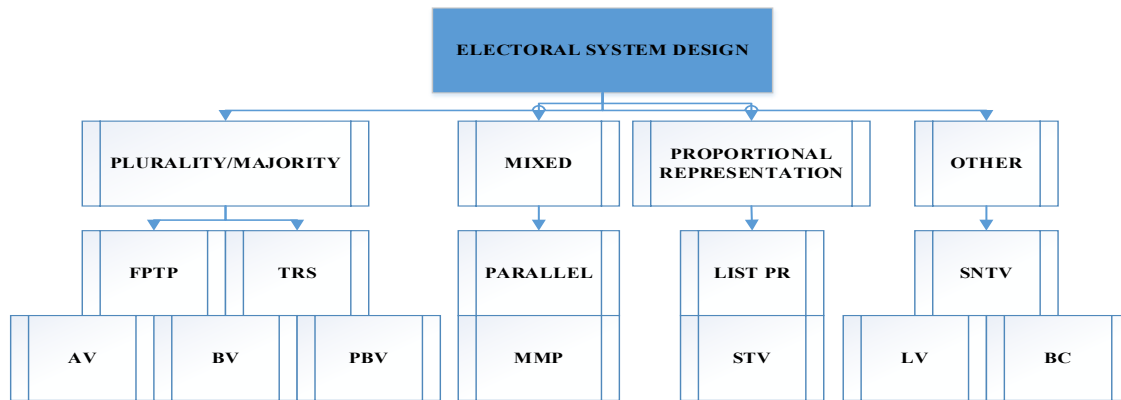 ELECTORAL SYSTEM DESIGN
PLURALITY/MAJORITY
MIXED
PROPORTIONAL
REPRESENTATION
OTHER
FPTP
TRS
PARALLEL
LIST PR
SNTV
AV
BV
PBV
MMP
STV
LV
BC